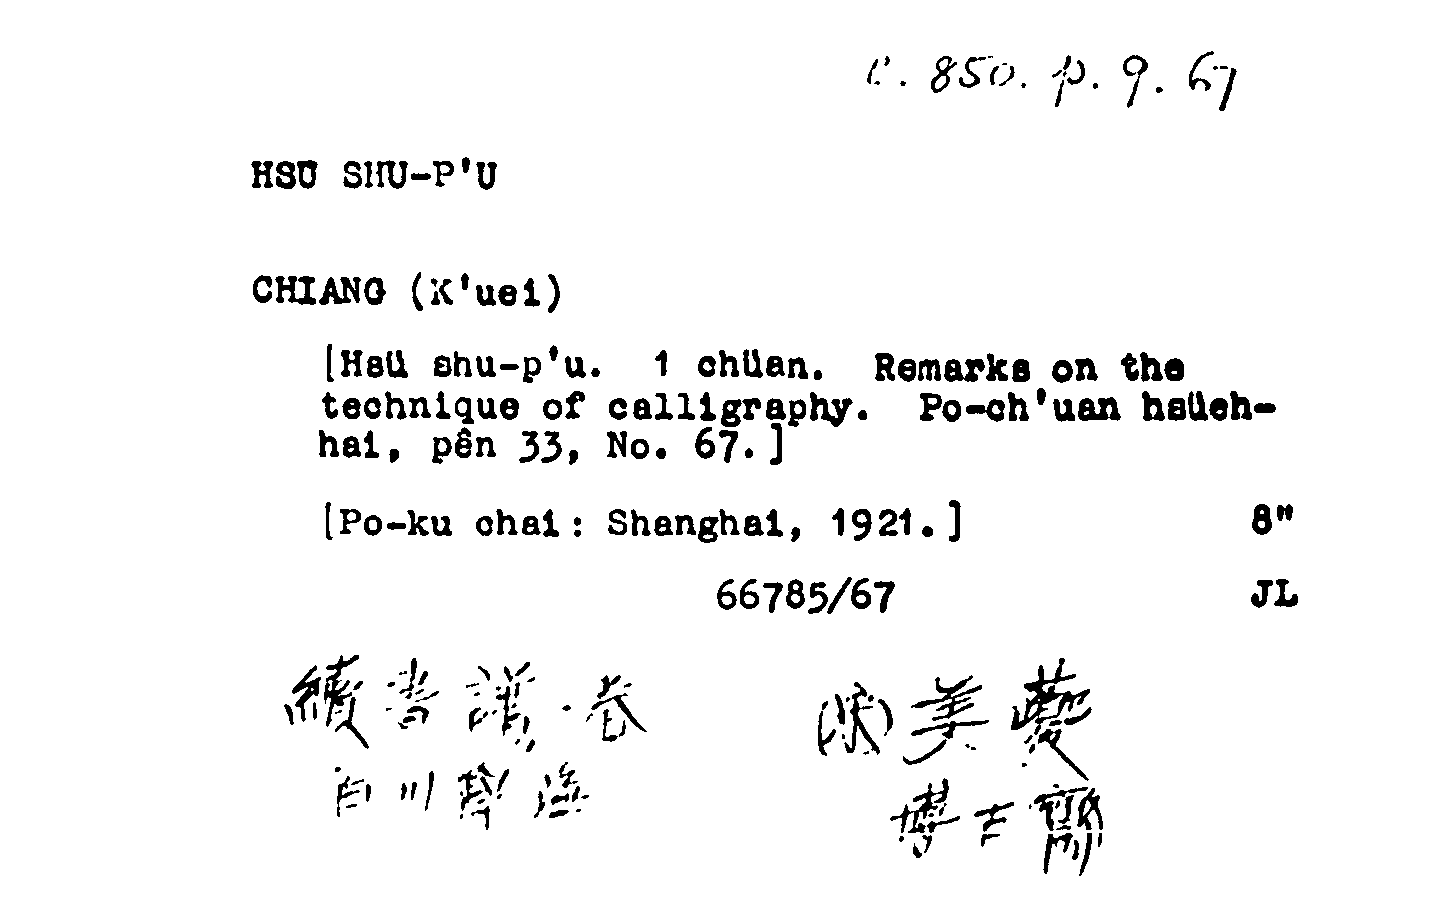 c. 850. p. 9. 67
HSÜ SHU-P'U
CHIANG (K'uei)
[Hsü shu-p'u. 1 chüan. Remarks on the
technique of calligraphy. Po-ch'uan hsüeh-
hai, pên 33, No. 67.]
[Po-ku chai: Shanghai, 1921.] 8"
66785/67 JL
續書譜一卷 (宋)姜夔
百川學海 博古齋